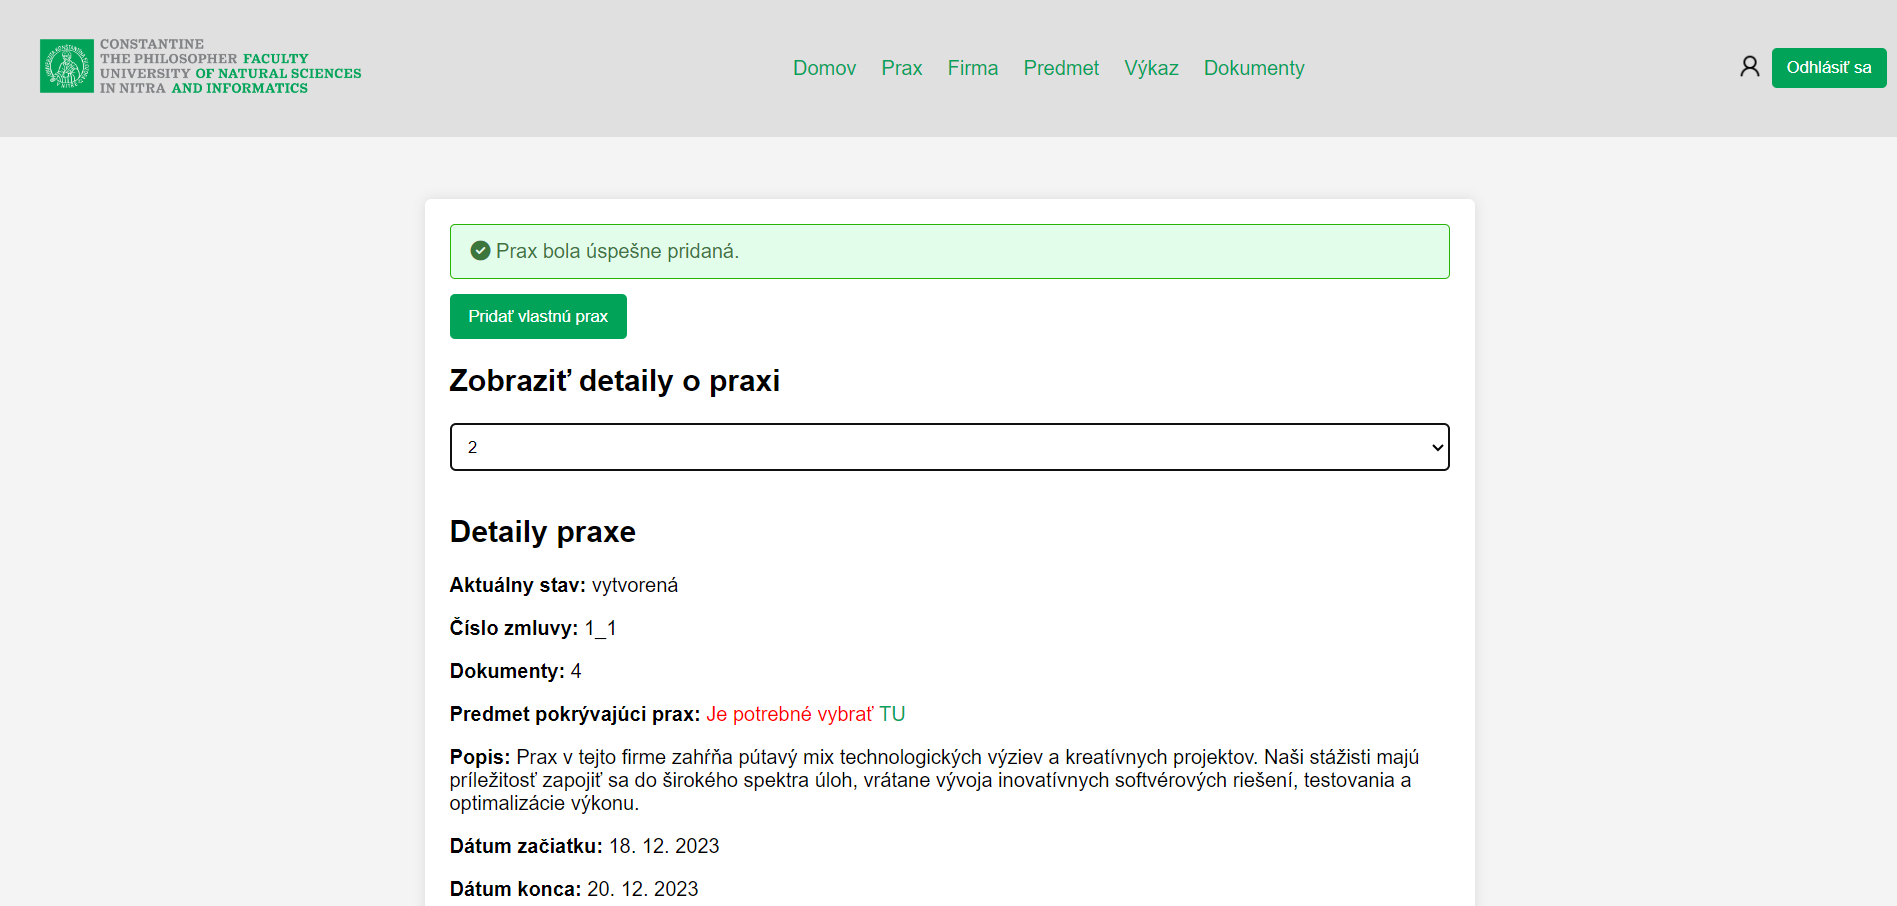 CONSTANTINE
THE PHILOSOPHER FACULTY
UNIVERSITY OF NATURAL SCIENCES
IN NITRA AND INFORMATICS
Domov Prax Firma Predmet Výkaz Dokumenty
Odhlásiť sa
Prax bola úspešne pridaná.
Pridať vlastnú prax
Zobraziť detaily o praxi
2
Detaily praxe
Aktuálny stav: vytvorená
Číslo zmluvy: 1_1
Dokumenty: 4
Predmet pokrývajúci prax: Je potrebné vybrať TU
Popis: Prax v tejto firme zahŕňa pútavý mix technologických výziev a kreatívnych projektov. Naši stážisti majú
príležitosť zapojiť sa do širokého spektra úloh, vrátane vývoja inovatívnych softvérových riešení, testovania a
optimalizácie výkonu.
Dátum začiatku: 18. 12. 2023
Dátum konca: 20. 12. 2023